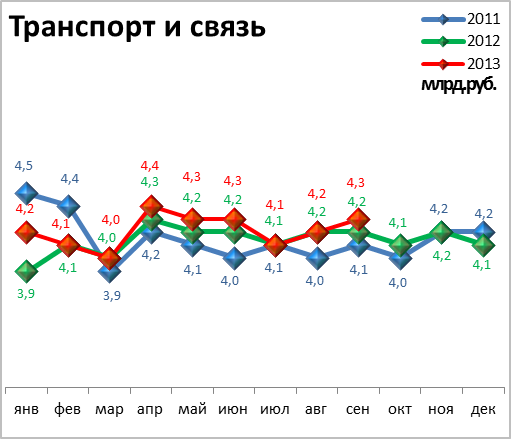 Транспорт и связь
2011
2012
2013
млрд.руб.
4,5
4,4
4,4
4,3
4,3
4,3
4,3
4,2
4,2
4,2
4,2
4,2
4,2
4,2
4,1
4,0
4,0
4,1
4,1
4,2
4,1
3,9
4,1
3,9
4,2
4,1
4,0
4,1
4,0
4,1
4,0
4,2
4,1
янв
фев
мар
апр
май
июн
июл
авг
сен
окт
ноя
дек